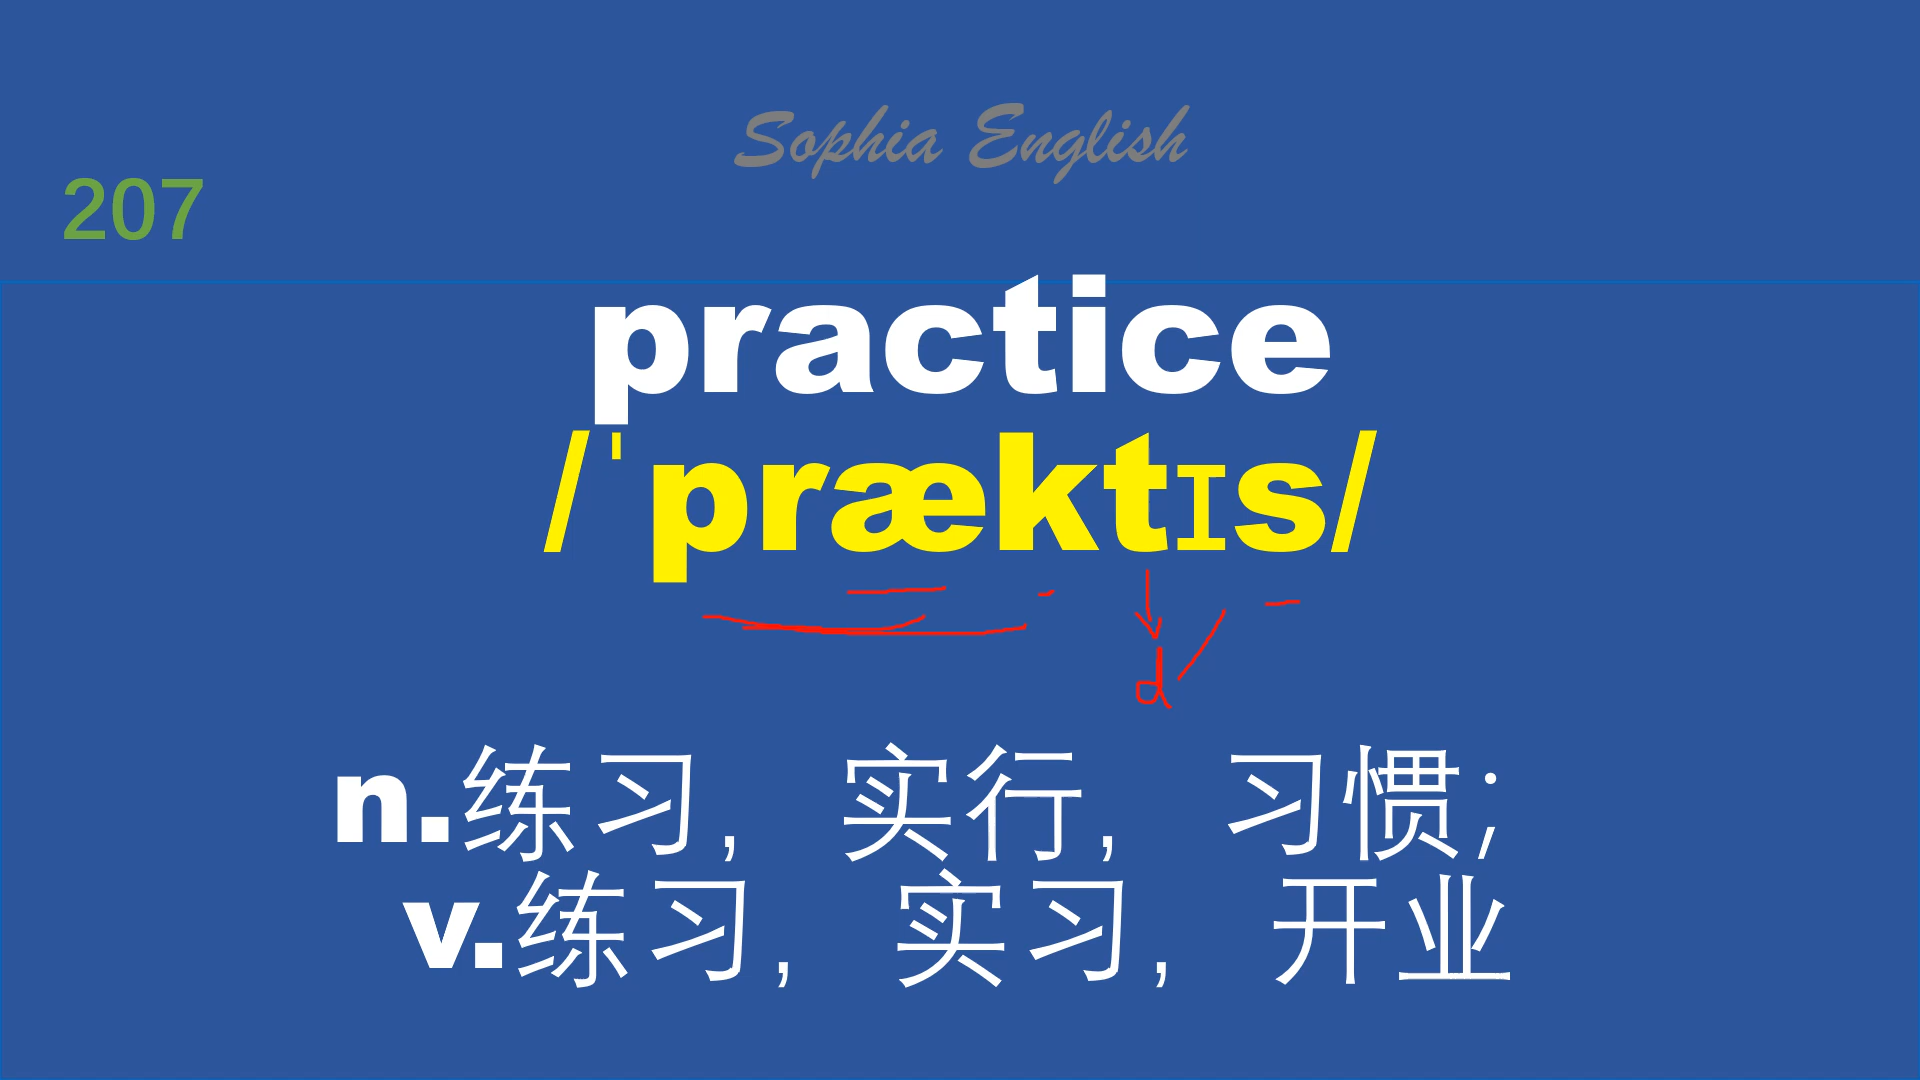 Sophia English
207
practice
/ˈpræktɪs/
d
n.练习, 实行, 习惯;
v.练习, 实习, 开业